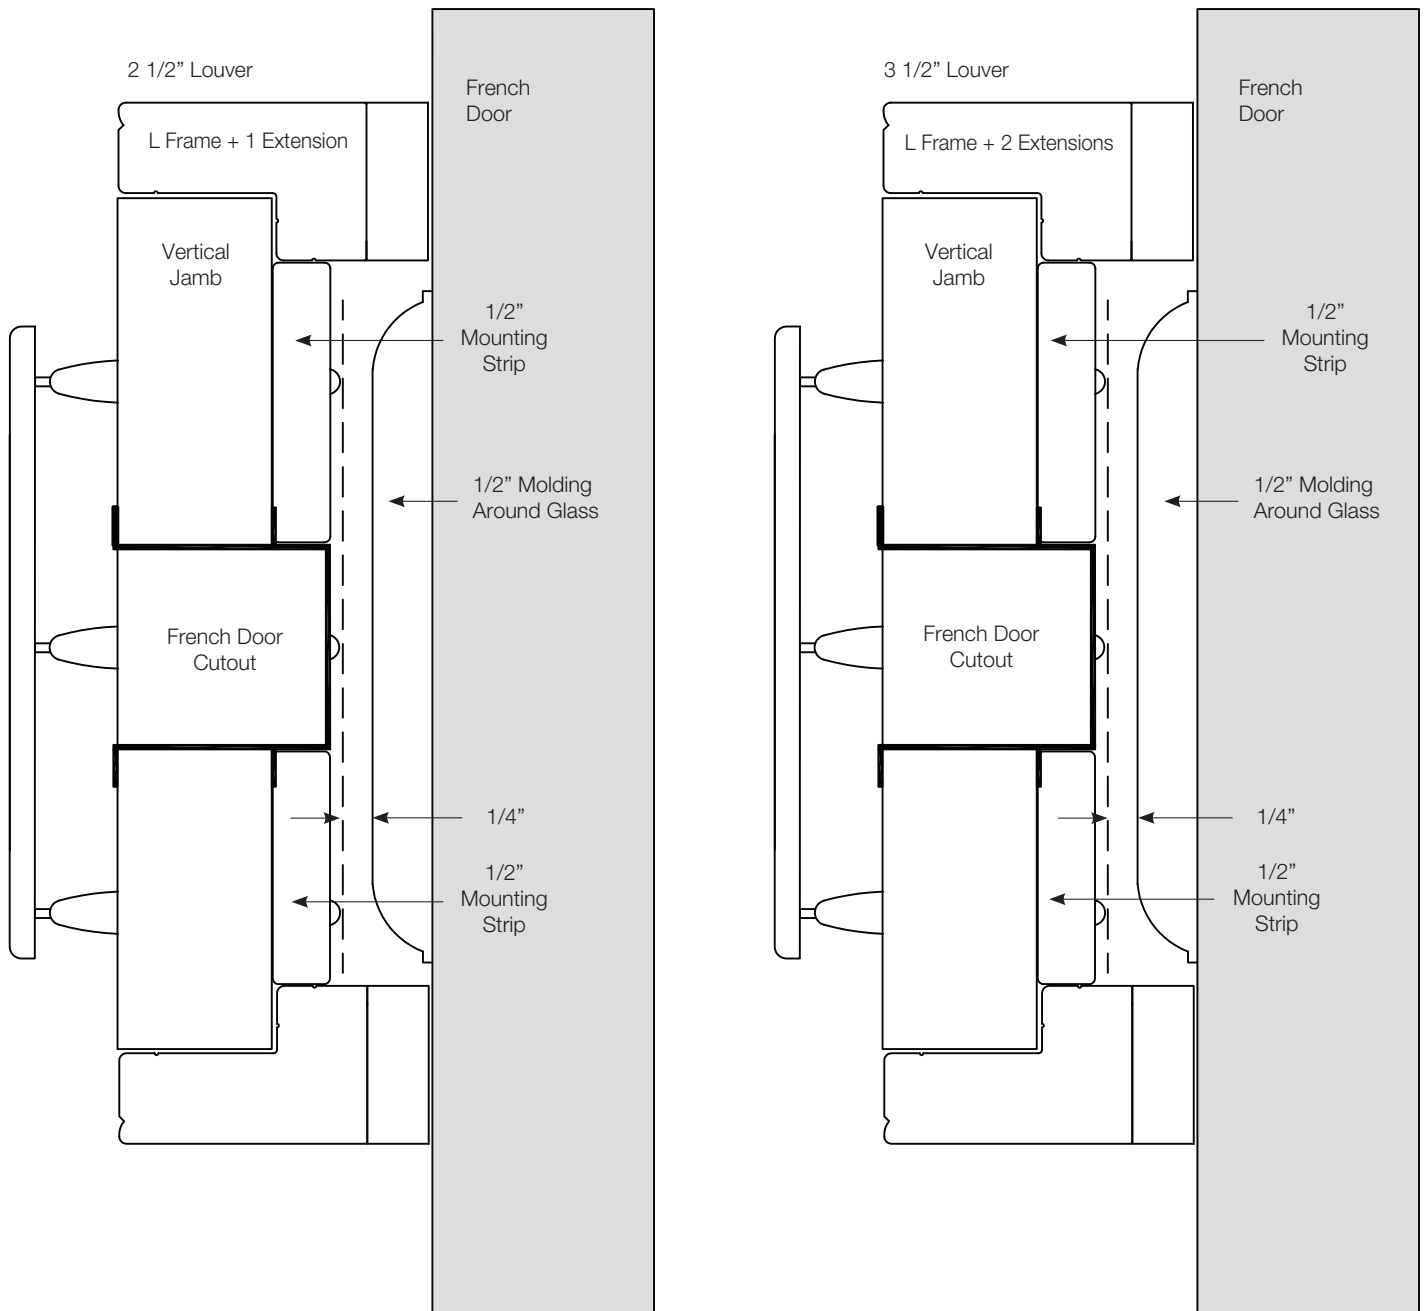 2 1/2” Louver
French
Door
L Frame + 1 Extension
Vertical
Jamb
1/2”
Mounting
Strip
1/2” Molding
Around Glass
French Door
Cutout
1/4”
1/2”
Mounting
Strip
3 1/2” Louver
French
Door
L Frame + 2 Extensions
Vertical
Jamb
1/2”
Mounting
Strip
1/2” Molding
Around Glass
French Door
Cutout
1/4”
1/2”
Mounting
Strip